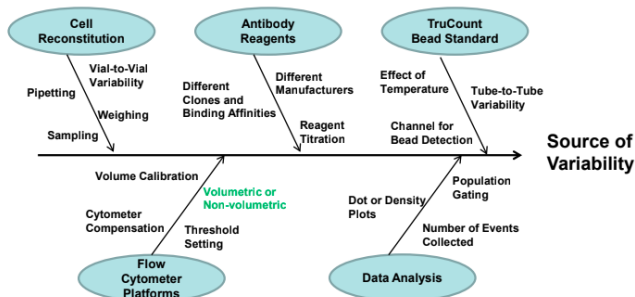 Cell
Reconstitution
Antibody
Reagents
TruCount
Bead Standard
Vial-to-Vial
Variability
Pipetting
Weighing
Sampling
Different
Clones and
Binding Affinities
Different
Manufacturers
Reagent
Titration
Effect of
Temperature
Tube-to-Tube
Variability
Channel for
Bead Detection
Source of
Variability
Volume Calibration
Volumetric or
Non-volumetric
Cytometer
Compensation
Threshold
Setting
Population
Gating
Dot or Density
Plots
Number of Events
Collected
Flow
Cytometer
Platforms
Data Analysis